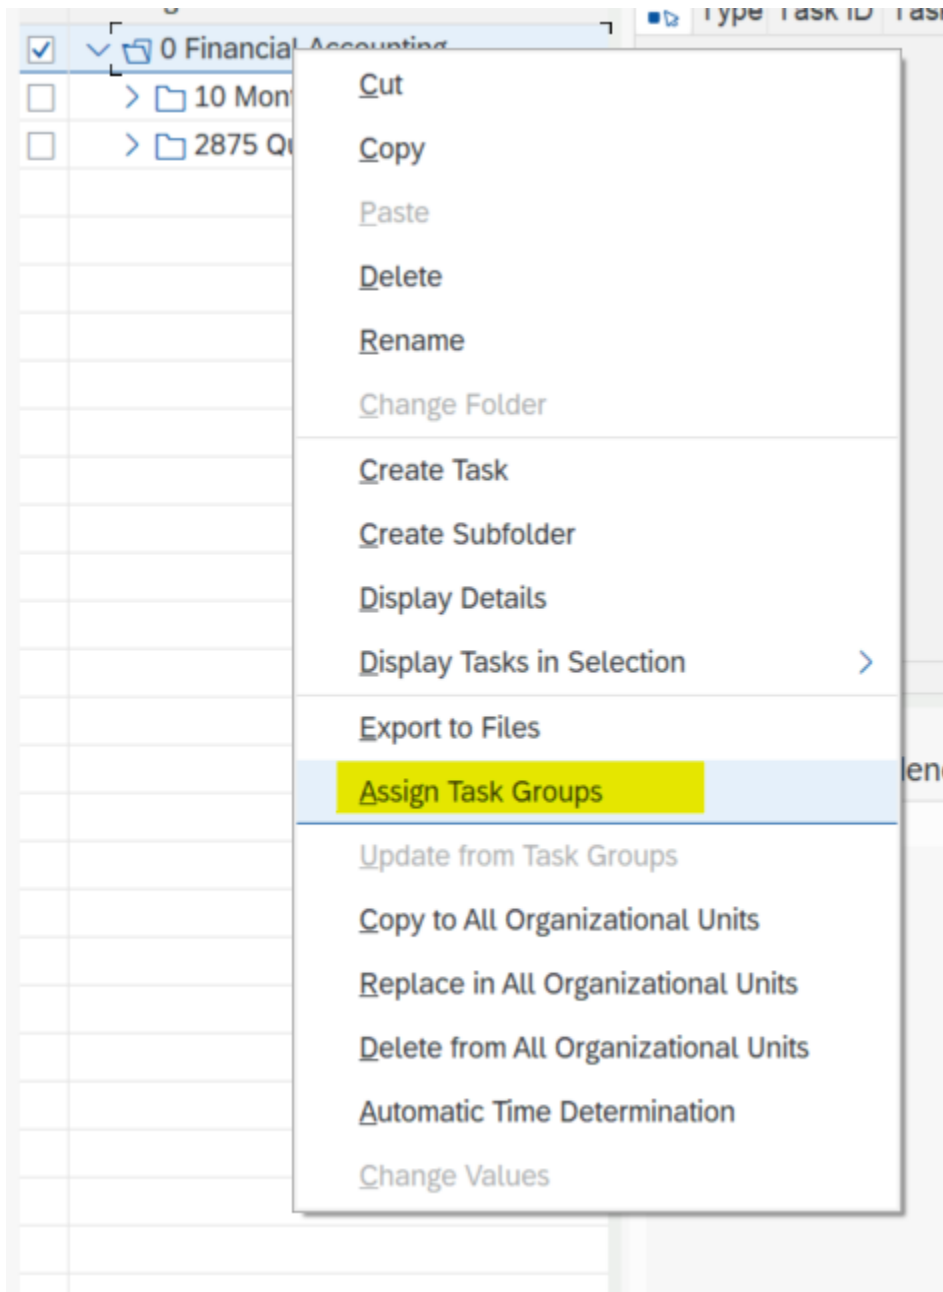 Type Task ID
0 Financial Accounting
10
2875
Cut
Copy
Paste
Delete
Rename
Change Folder
Create Task
Create Subfolder
Display Details
Display Tasks in Selection
Export to Files
Assign Task Groups
Update from Task Groups
Copy to All Organizational Units
Replace in All Organizational Units
Delete from All Organizational Units
Automatic Time Determination
Change Values